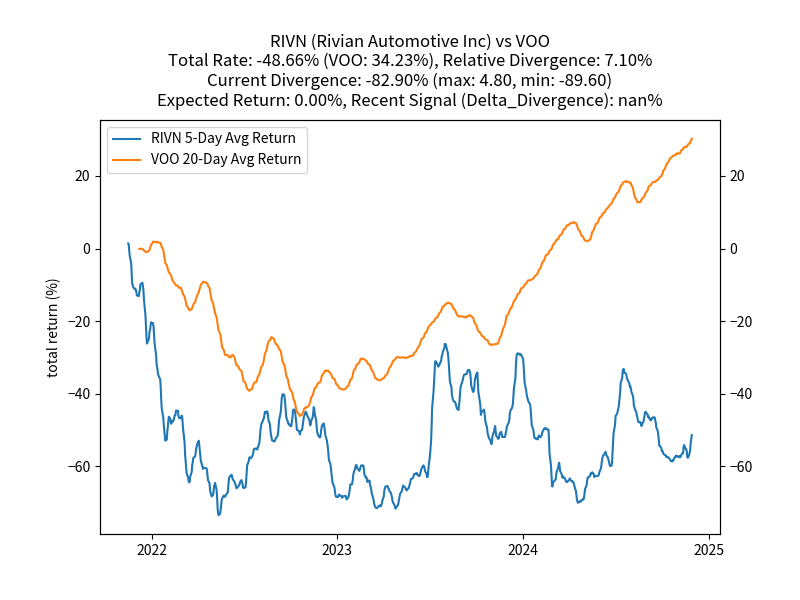 RIVN (Rivian Automotive Inc) vs VOO
Total Rate: -48.66% (VOO: 34.23%), Relative Divergence: 7.10%
Current Divergence: -82.90% (max: 4.80, min: -89.60)
Expected Return: 0.00%, Recent Signal (Delta_Divergence): nan%
RIVN 5-Day Avg Return
VOO 20-Day Avg Return
total return (%)
20
0
−20
−40
−60
20
0
−20
−40
−60
2022
2023
2024
2025